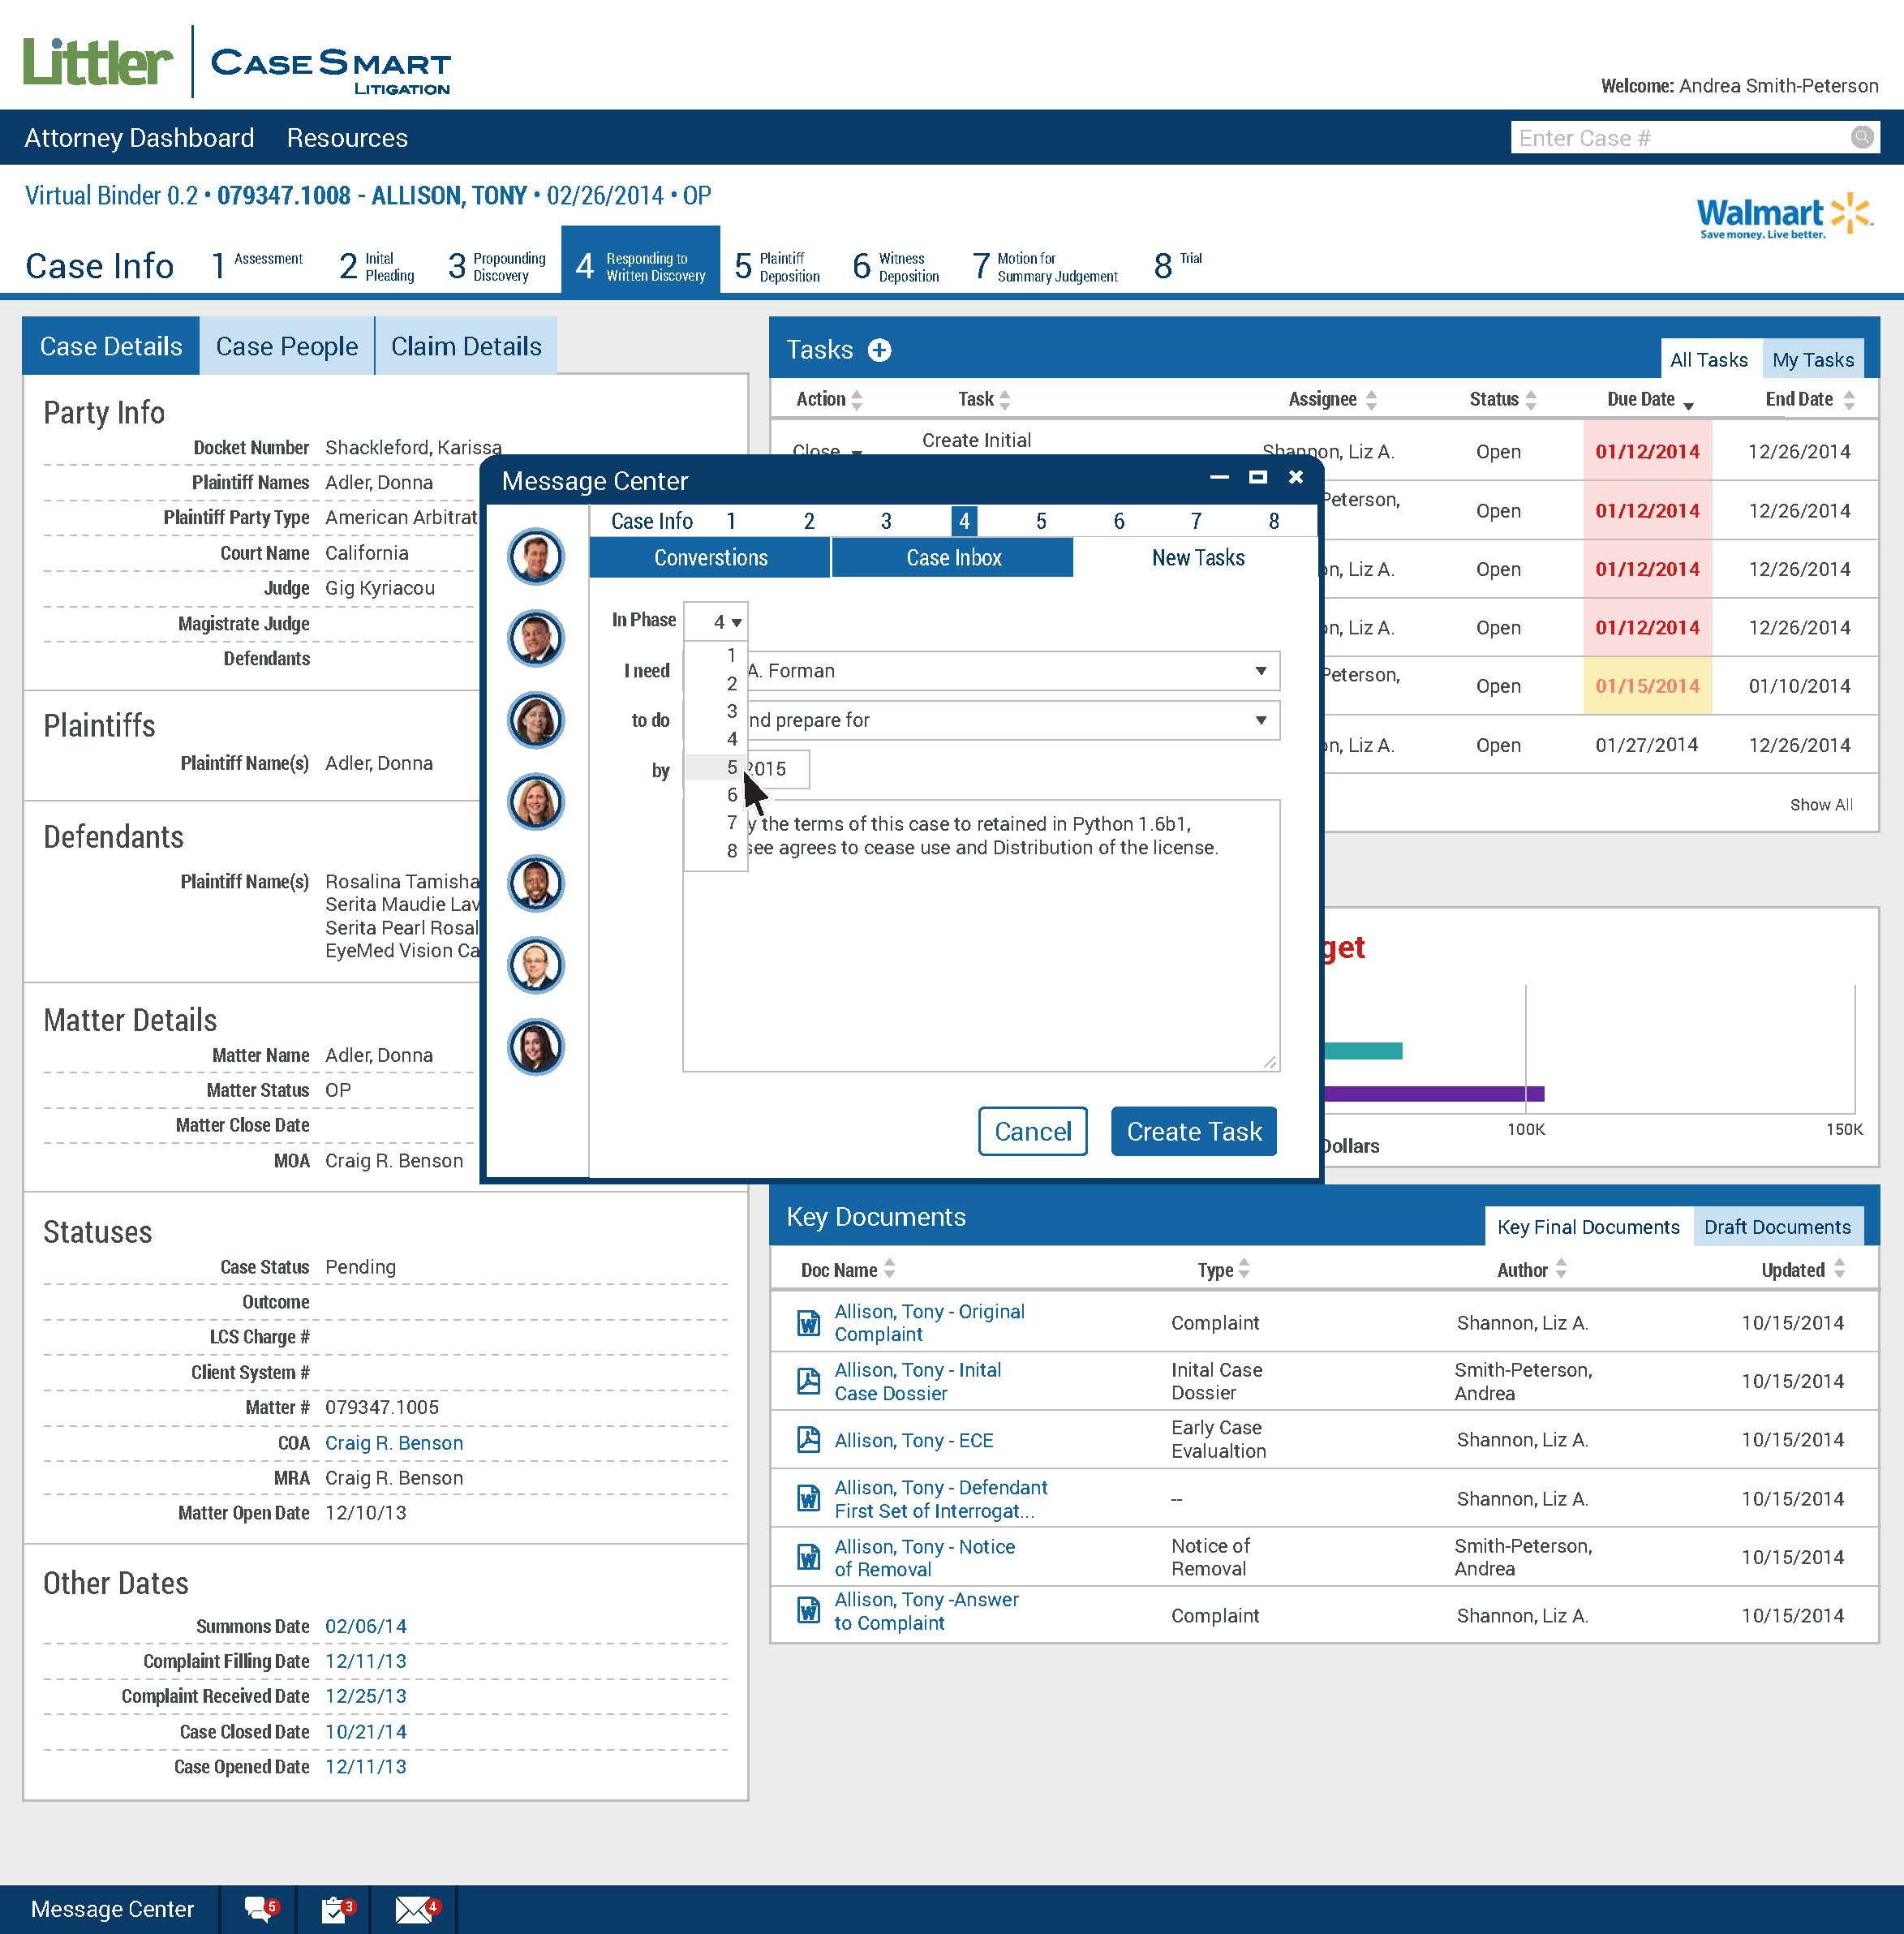 Littler
CASESMART
LITIGATION
Welcome: Andrea Smith-Peterson
Attorney Dashboard Resources
Enter Case #
Virtual Binder 0.2 • 079347.1008 - ALLISON, TONY • 02/26/2014 • OP
Walmart
Save money. Live better.
Case Info
1 Assessment
2 Inital
Pleading
3 Propounding
Discovery
4 Responding to
Written Discovery
5 Plaintiff
Deposition
6 Witness
Deposition
7 Motion for
Summary Judgement
8 Trial
Case Details Case People Claim Details
Party Info
Docket Number Shackleford, Karissa
Plaintiff Names Adler, Donna
Plaintiff Party Type American Arbitrat
Court Name California
Judge Gig Kyriacou
Magistrate Judge
Defendants
Plaintiffs
Plaintiff Name(s) Adler, Donna
Defendants
Plaintiff Name(s) Rosalina Tamisha
Serita Maudie Lav
Serita Pearl Rosal
EyeMed Vision Ca
Matter Details
Matter Name Adler, Donna
Matter Status OP
Matter Close Date
MOA Craig R. Benson
Statuses
Case Status Pending
Outcome
LCS Charge #
Client System #
Matter # 079347.1005
COA Craig R. Benson
MRA Craig R. Benson
Matter Open Date 12/10/13
Other Dates
Summons Date 02/06/14
Complaint Filling Date 12/11/13
Complaint Received Date 12/25/13
Case Closed Date 10/21/14
Case Opened Date 12/11/13
Tasks
All Tasks My Tasks
Action Task Assignee Status Due Date End Date
Close Create Initial Shannon, Liz A. Open 01/12/2014 12/26/2014
Peterson, Open 01/12/2014 12/26/2014
on, Liz A. Open 01/12/2014 12/26/2014
on, Liz A. Open 01/12/2014 12/26/2014
Peterson, Open 01/15/2014 01/10/2014
on, Liz A. Open 01/27/2014 12/26/2014
Show All
Message Center
Case Info 1 2 3 4 5 6 7 8
Converstions Case Inbox New Tasks
In Phase 4
1
2
3
4
5
6
7
8
I need A. Forman
to do nd prepare for
by 2015
y the terms of this case to retained in Python 1.6b1,
see agrees to cease use and Distribution of the license.
Cancel Create Task
get
100K 150K
Dollars
Key Documents
Key Final Documents Draft Documents
Doc Name Type Author Updated
Allison, Tony - Original
Complaint
Complaint
Shannon, Liz A.
10/15/2014
Allison, Tony - Inital
Case Dossier
Inital Case
Dossier
Smith-Peterson,
Andrea
10/15/2014
Allison, Tony - ECE
Early Case
Evalualtion
Shannon, Liz A.
10/15/2014
Allison, Tony - Defendant
First Set of Interrogat...
--
Shannon, Liz A.
10/15/2014
Allison, Tony - Notice
of Removal
Notice of
Removal
Smith-Peterson,
Andrea
10/15/2014
Allison, Tony -Answer
to Complaint
Complaint
Shannon, Liz A.
10/15/2014
Message Center 5 3 4